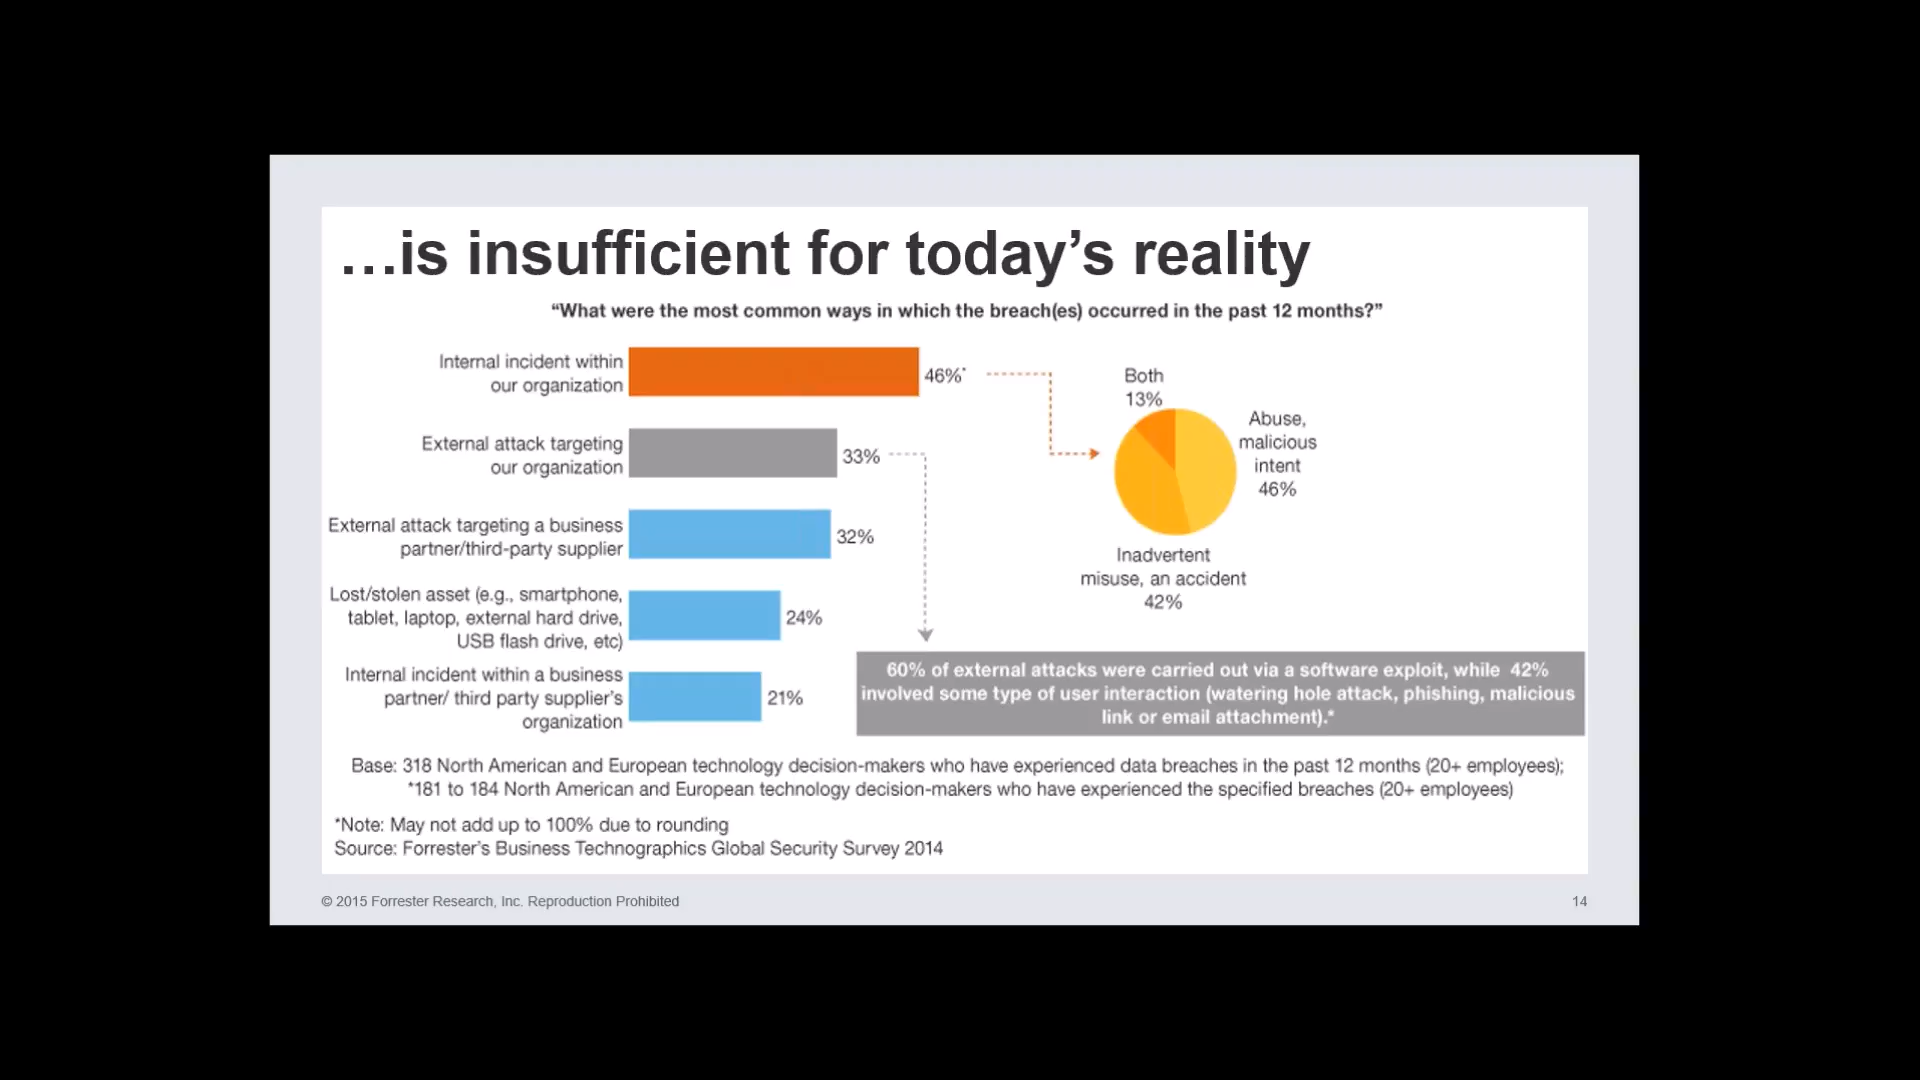 …is insufficient for today’s reality
“What were the most common ways in which the breach(es) occurred in the past 12 months?”
Internal incident within
our organization
46%*
External attack targeting
our organization
33%
External attack targeting a business
partner/third-party supplier
32%
Lost/stolen asset (e.g., smartphone,
tablet, laptop, external hard drive,
USB flash drive, etc)
24%
Internal incident within a business
partner/ third party supplier’s
organization
21%
Both
13%
Abuse,
malicious
intent
46%
Inadvertent
misuse, an accident
42%
60% of external attacks were carried out via a software exploit, while 42%
involved some type of user interaction (watering hole attack, phishing, malicious
link or email attachment).*
Base: 318 North American and European technology decision-makers who have experienced data breaches in the past 12 months (20+ employees);
*181 to 184 North American and European technology decision-makers who have experienced the specified breaches (20+ employees)
*Note: May not add up to 100% due to rounding
Source: Forrester’s Business Technographics Global Security Survey 2014
© 2015 Forrester Research, Inc. Reproduction Prohibited
14